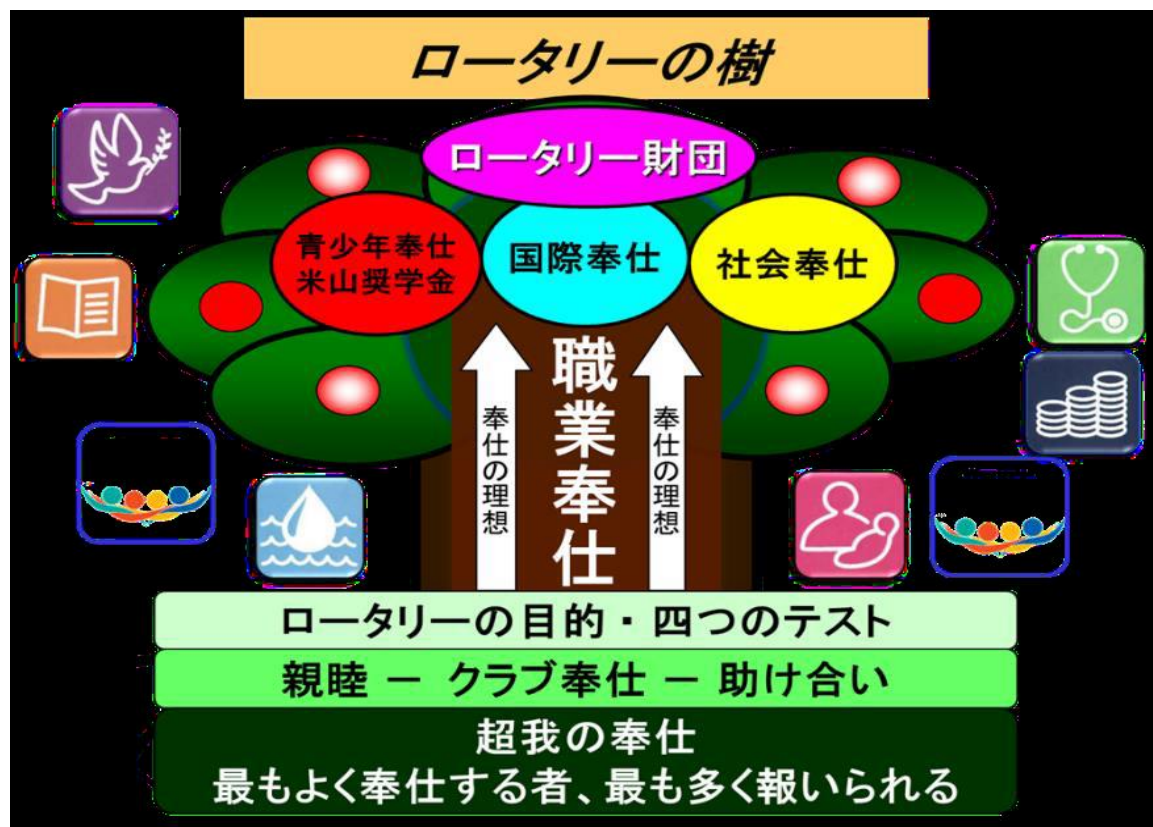 ロータリーの樹
ロータリー財団
青少年奉仕
米山奨学金
国際奉仕
社会奉仕
奉仕の理想
職業奉仕
奉仕の理想
ロータリーの目的・四つのテスト
親睦 － クラブ奉仕 － 助け合い
超我の奉仕
最もよく奉仕する者、最も多く報いられる